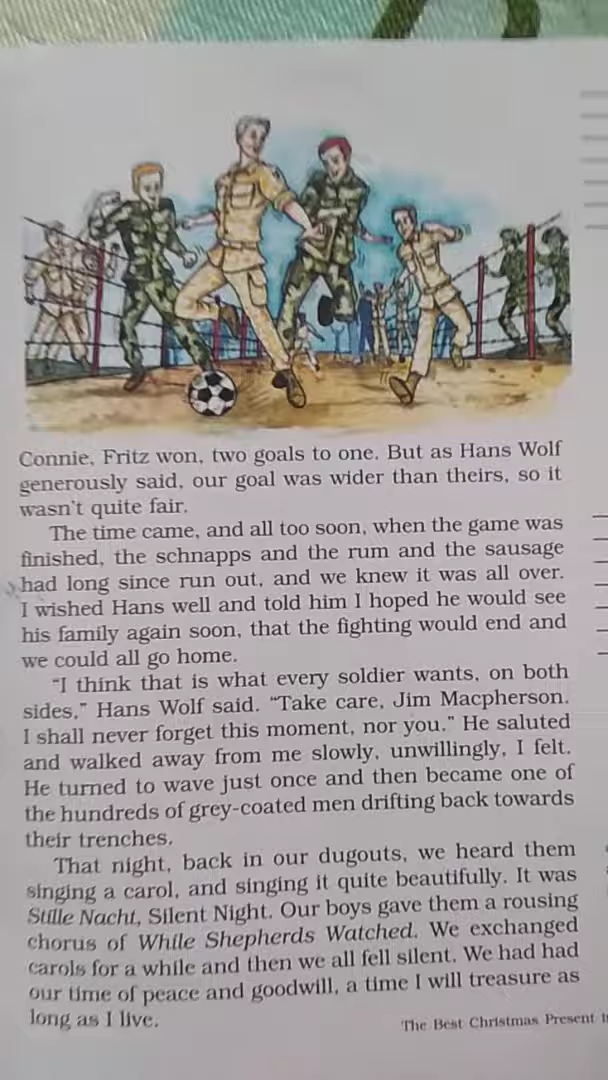 Connie, Fritz won, two goals to one. But as Hans Wolf
generously said, our goal was wider than theirs, so it
wasn't quite fair.
The time came, and all too soon, when the game was
finished, the schnapps and the rum and the sausage
had long since run out, and we knew it was all over.
I wished Hans well and told him I hoped he would see
his family again soon, that the fighting would end and
we could all go home.
"I think that is what every soldier wants, on both
sides," Hans Wolf said. "Take care, Jim Macpherson.
I shall never forget this moment, nor you." He saluted
and walked away from me slowly, unwillingly, I felt.
He turned to wave just once and then became one of
the hundreds of grey-coated men drifting back towards
their trenches.
That night, back in our dugouts, we heard them
singing a carol, and singing it quite beautifully. It was
Stille Nacht, Silent Night. Our boys gave them a rousing
chorus of While Shepherds Watched. We exchanged
carols for a while and then we all fell silent. We had had
our time of peace and goodwill, a time I will treasure as
long as I live.
The Best Christmas Present